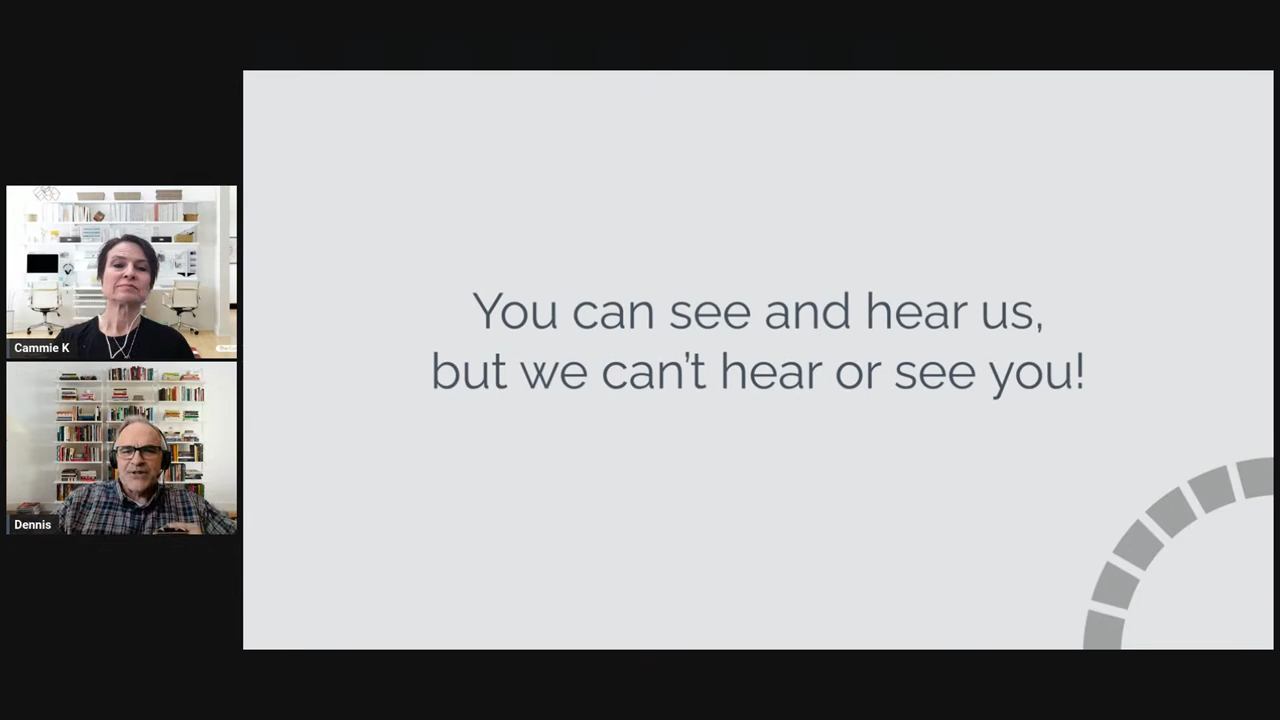 Cammie K
Dennis
You can see and hear us,
but we can’t hear or see you!